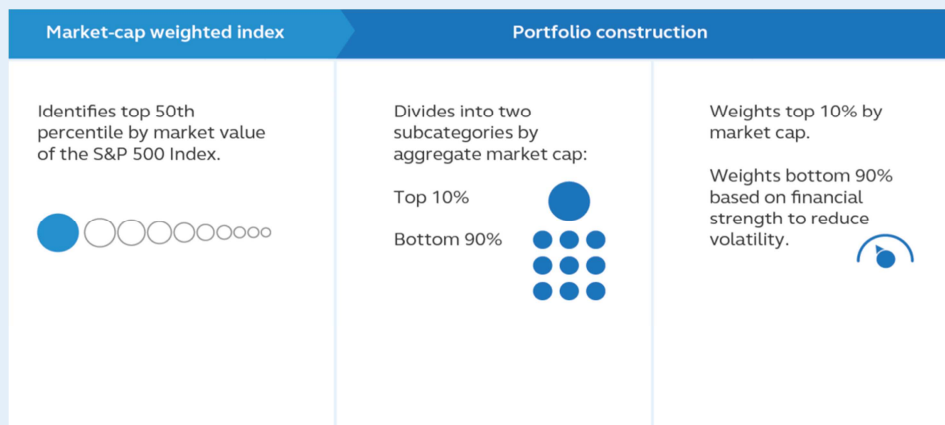 Market-cap weighted index
Portfolio construction
Identifies top 50th
percentile by market value
of the S&P 500 Index.
Divides into two
subcategories by
aggregate market cap:
Top 10%
Bottom 90%
Weights top 10% by
market cap.
Weights bottom 90%
based on financial
strength to reduce
volatility.